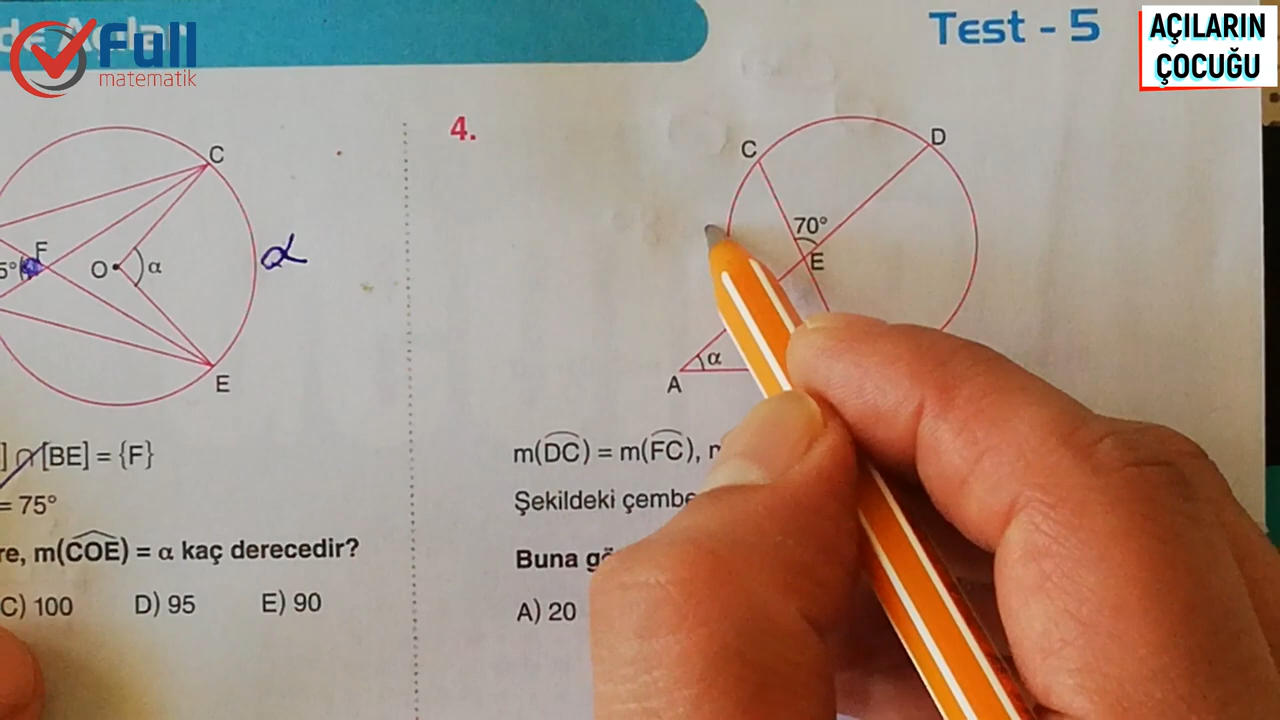 Full
matematik
Test - 5
AÇILARIN
ÇOCUĞU
C
F
5°
O
α
α
E
] ∩ [BE] = {F}
= 75°
re, m(COE) = α kaç derecedir?
C) 100 D) 95 E) 90
4.
C
D
70°
E
α
A
m(DC) = m(FC),
Şekildeki
Buna
A) 20